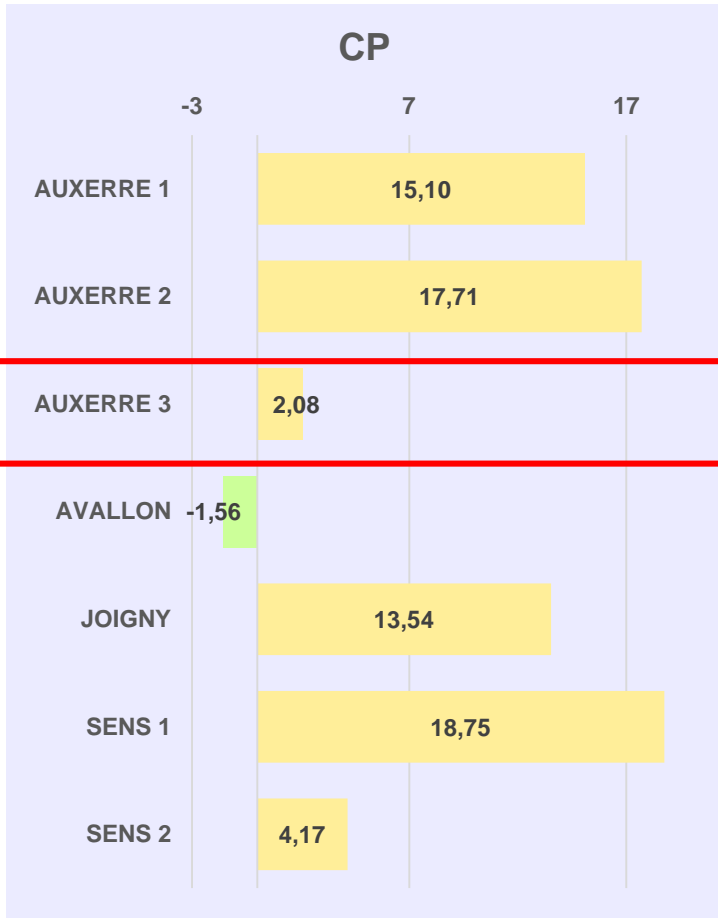 CP
-3 7 17
AUXERRE 1 15,10
AUXERRE 2 17,71
AUXERRE 3 2,08
AVALLON -1,56
JOIGNY 13,54
SENS 1 18,75
SENS 2 4,17